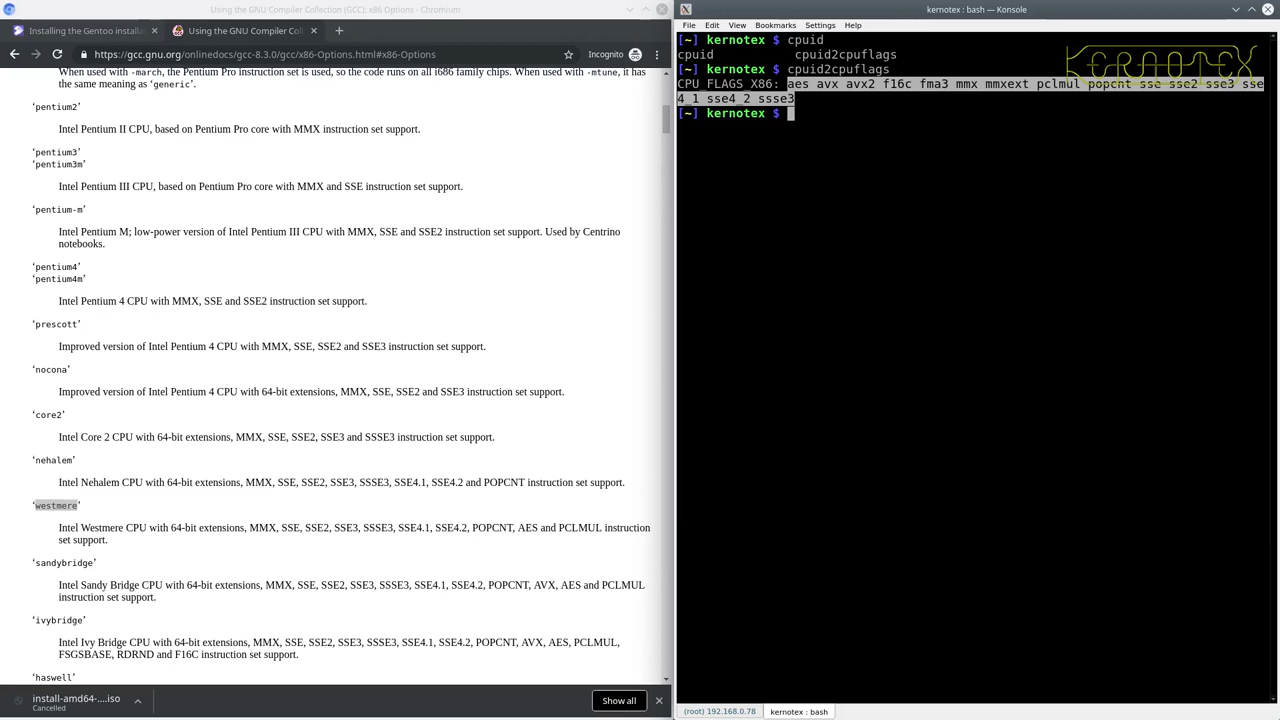 Using the GNU Compiler Collection (GCC): x86 Options - Chromium
Installing the Gentoo installa
Using the GNU Compiler Coll
https://gcc.gnu.org/onlinedocs/gcc-8.3.0/gcc/x86-Options.html#x86-Options
Incognito
When used with -march, the Pentium Pro instruction set is used, so the code runs on all i686 family chips. When used with -mtune, it has
the same meaning as ‘generic’.
‘pentium2’
Intel Pentium II CPU, based on Pentium Pro core with MMX instruction set support.
‘pentium3’
‘pentium3m’
Intel Pentium III CPU, based on Pentium Pro core with MMX and SSE instruction set support.
‘pentium-m’
Intel Pentium M; low-power version of Intel Pentium III CPU with MMX, SSE and SSE2 instruction set support. Used by Centrino
notebooks.
‘pentium4’
‘pentium4m’
Intel Pentium 4 CPU with MMX, SSE and SSE2 instruction set support.
‘prescott’
Improved version of Intel Pentium 4 CPU with MMX, SSE, SSE2 and SSE3 instruction set support.
‘nocona’
Improved version of Intel Pentium 4 CPU with 64-bit extensions, MMX, SSE, SSE2 and SSE3 instruction set support.
‘core2’
Intel Core 2 CPU with 64-bit extensions, MMX, SSE, SSE2, SSE3 and SSSE3 instruction set support.
‘nehalem’
Intel Nehalem CPU with 64-bit extensions, MMX, SSE, SSE2, SSE3, SSSE3, SSE4.1, SSE4.2 and POPCNT instruction set support.
‘westmere’
Intel Westmere CPU with 64-bit extensions, MMX, SSE, SSE2, SSE3, SSSE3, SSE4.1, SSE4.2, POPCNT, AES and PCLMUL instruction
set support.
‘sandybridge’
Intel Sandy Bridge CPU with 64-bit extensions, MMX, SSE, SSE2, SSE3, SSSE3, SSE4.1, SSE4.2, POPCNT, AVX, AES and PCLMUL
instruction set support.
‘ivybridge’
Intel Ivy Bridge CPU with 64-bit extensions, MMX, SSE, SSE2, SSE3, SSSE3, SSE4.1, SSE4.2, POPCNT, AVX, AES, PCLMUL,
FSGSBASE, RDRND and F16C instruction set support.
‘haswell’
install-amd64-....iso
Cancelled
Show all
kernotex : bash — Konsole
File Edit View Bookmarks Settings Help
[~] kernotex $ cpuid
cpuid cpuid2cpuflags
[~] kernotex $ cpuid2cpuflags
CPU_FLAGS_X86: aes avx avx2 f16c fma3 mmx mmxext pclmul popcnt sse sse2 sse3 sse
4_1 sse4_2 ssse3
[~] kernotex $
KERNOTEX
(root) 192.168.0.78
kernotex : bash